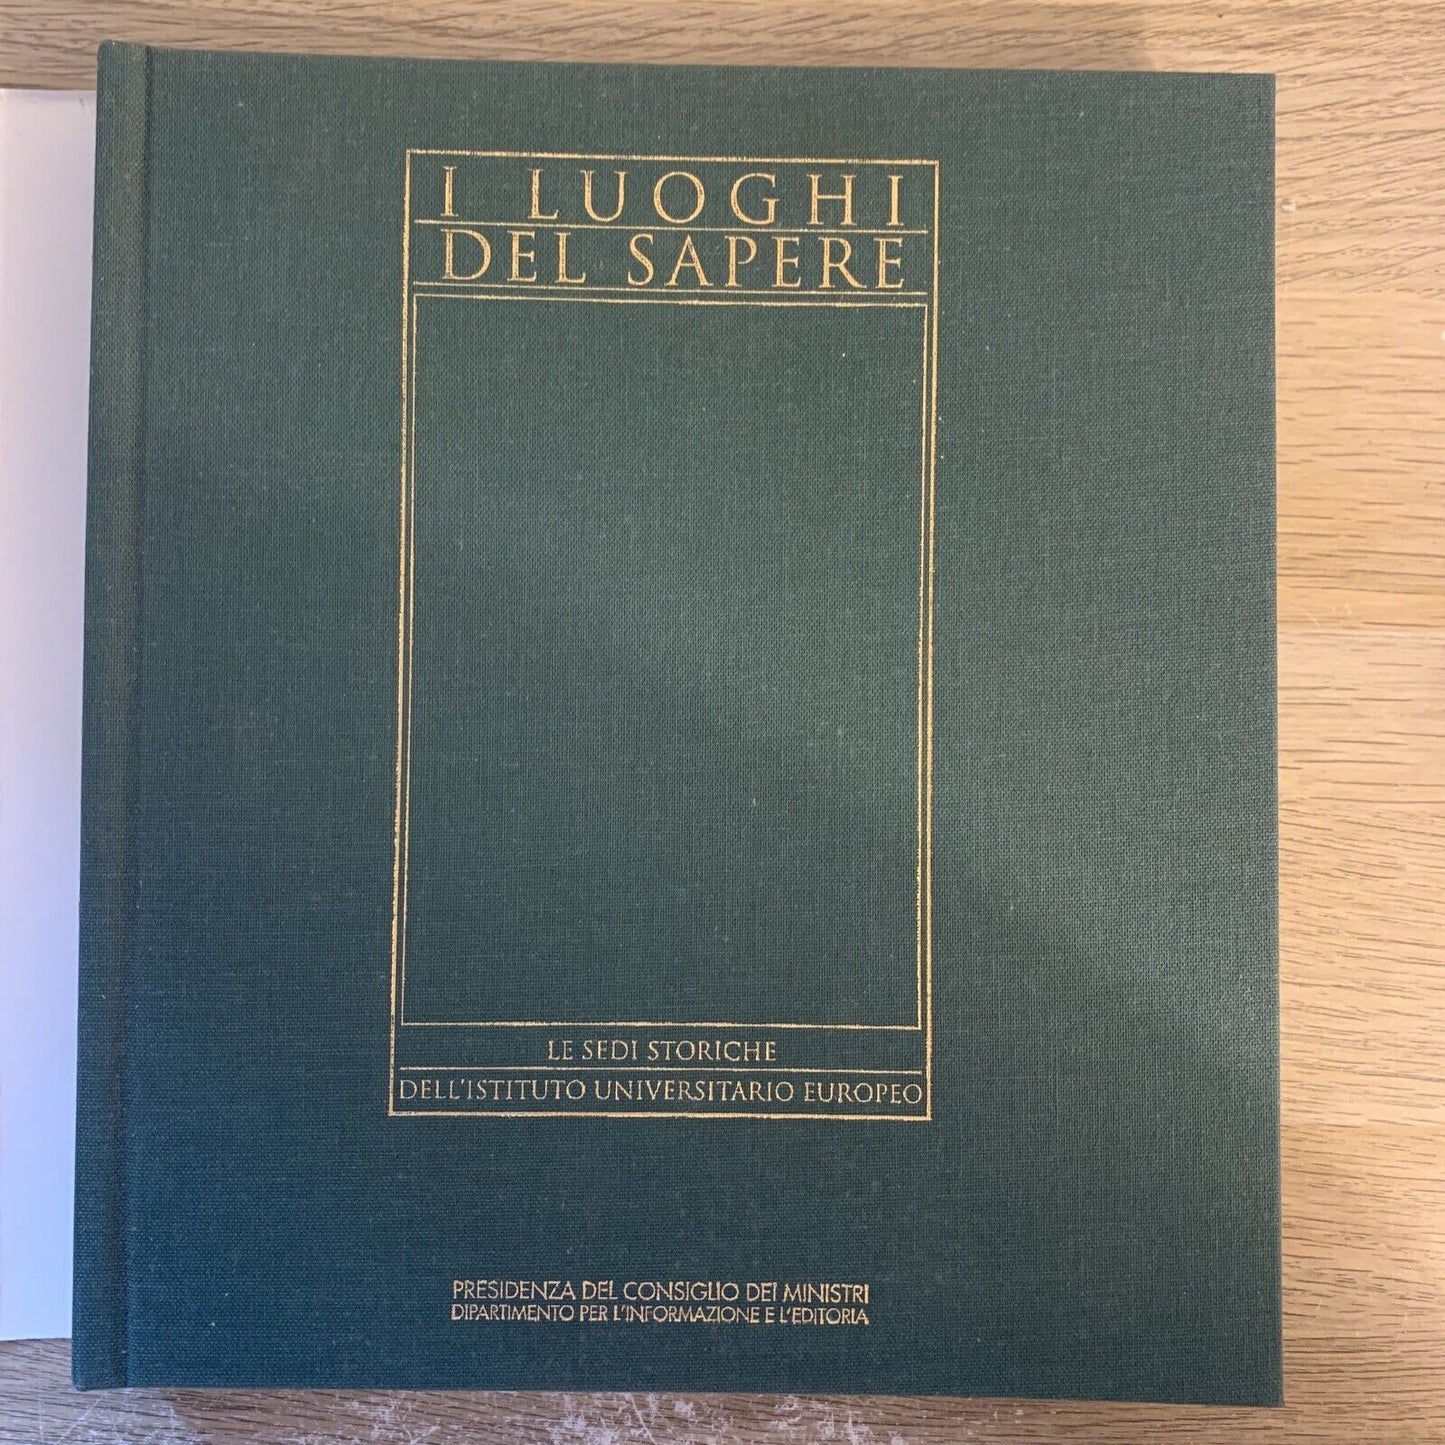 I LUOGHI
DEL SAPERE
LE SEDI STORICHE
DELL'ISTITUTO UNIVERSITARIO EUROPEO
PRESIDENZA DEL CONSIGLIO DEI MINISTRI
DIPARTIMENTO PER L'INFORMAZIONE E L'EDITORIA